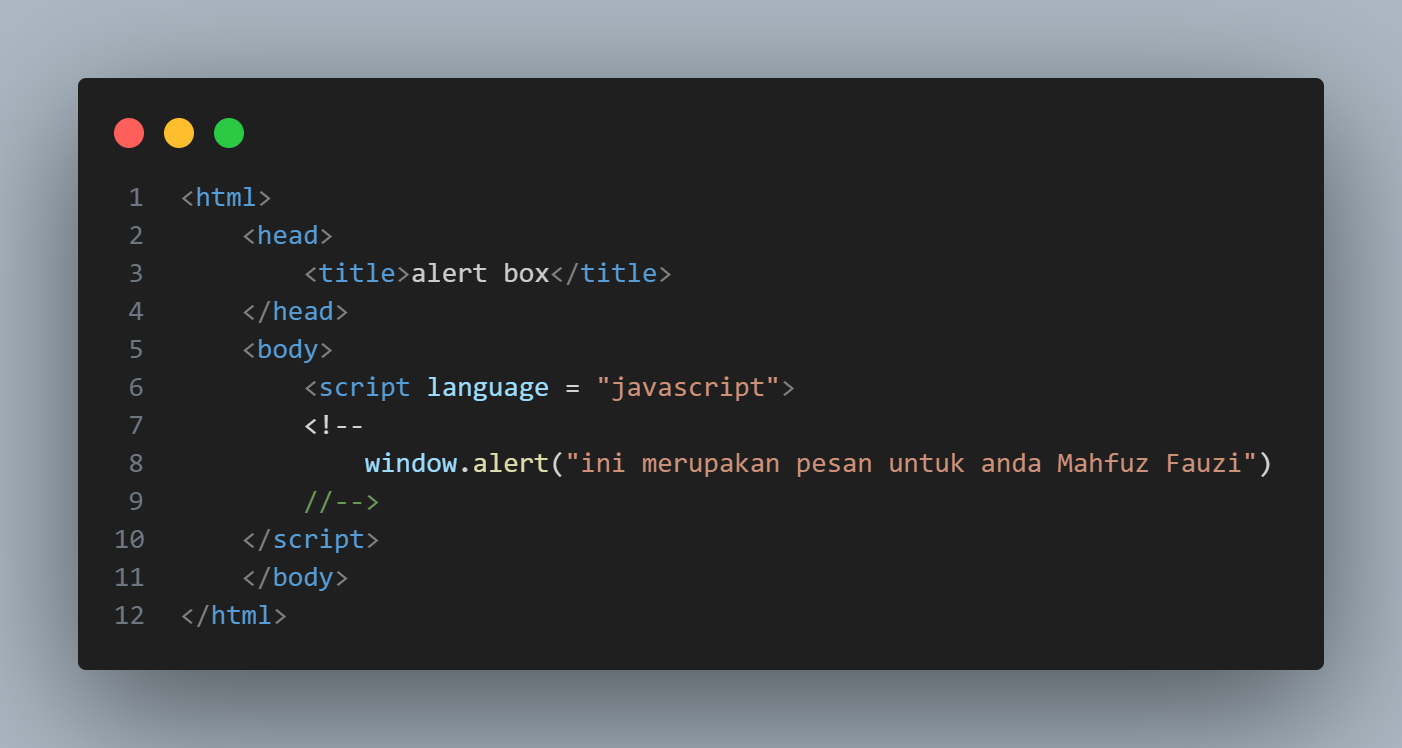 1 <html>
2     <head>
3         <title>alert box</title>
4     </head>
5     <body>
6         <script language = "javascript">
7         <!--
8             window.alert("ini merupakan pesan untuk anda Mahfuz Fauzi")
9         //-->
10     </script>
11     </body>
12 </html>